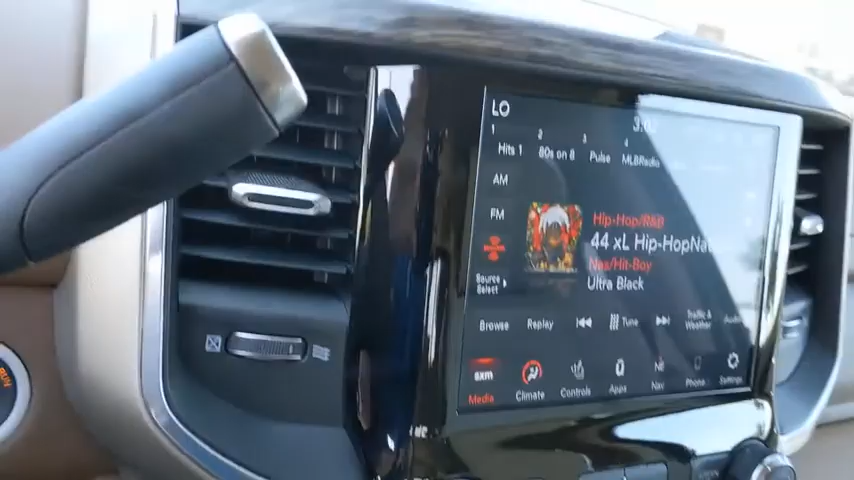 LO
3:0
1 2 3 4
Hits 1 80s on 8 Pulse MLBRadio
AM
FM
Hip-Hop/R&B
44 XL Hip-HopNa
Nas/Hit-Boy
Ultra Black
Source
Select
Browse Replay Tune Traffic &
Weather Audio
sxm
Media Climate Controls Apps Nav Phone Settings
RUN